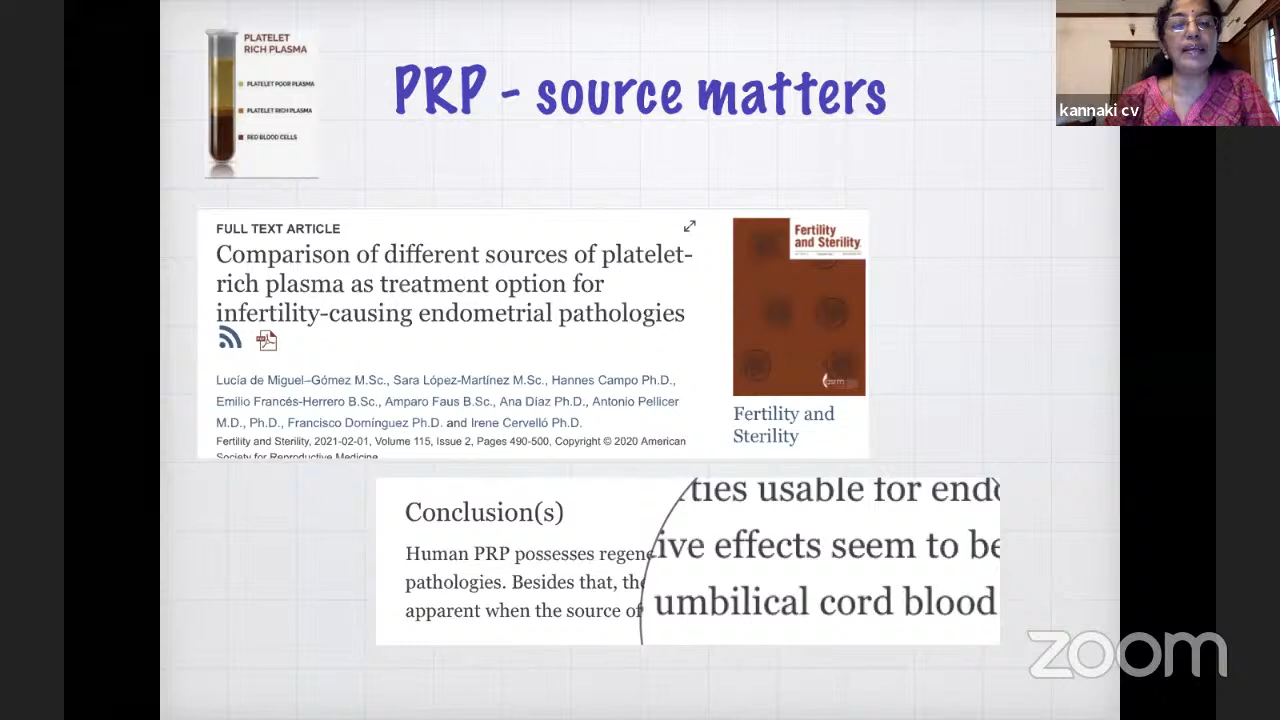 PLATELET
RICH PLASMA
PLATELET POOR PLASMA
PLATELET RICH PLASMA
RED BLOOD CELLS
PRP - source matters
kannaki cv
FULL TEXT ARTICLE
Comparison of different sources of platelet-
rich plasma as treatment option for
infertility-causing endometrial pathologies
Lucía de Miguel–Gómez M.Sc., Sara López-Martínez M.Sc., Hannes Campo Ph.D.,
Emilio Francés-Herrero B.Sc., Amparo Faus B.Sc., Ana Díaz Ph.D., Antonio Pellicer
M.D., Ph.D., Francisco Domínguez Ph.D. and Irene Cervelló Ph.D.
Fertility and Sterility, 2021-02-01, Volume 115, Issue 2, Pages 490-500, Copyright © 2020 American
Society for Reproductive Medicine
Fertility
and Sterility
asrm
Fertility and
Sterility
Conclusion(s)
Human PRP possesses regene
pathologies. Besides that, the
apparent when the source of
ties usable for endo
ive effects seem to be
umbilical cord blood
zoom